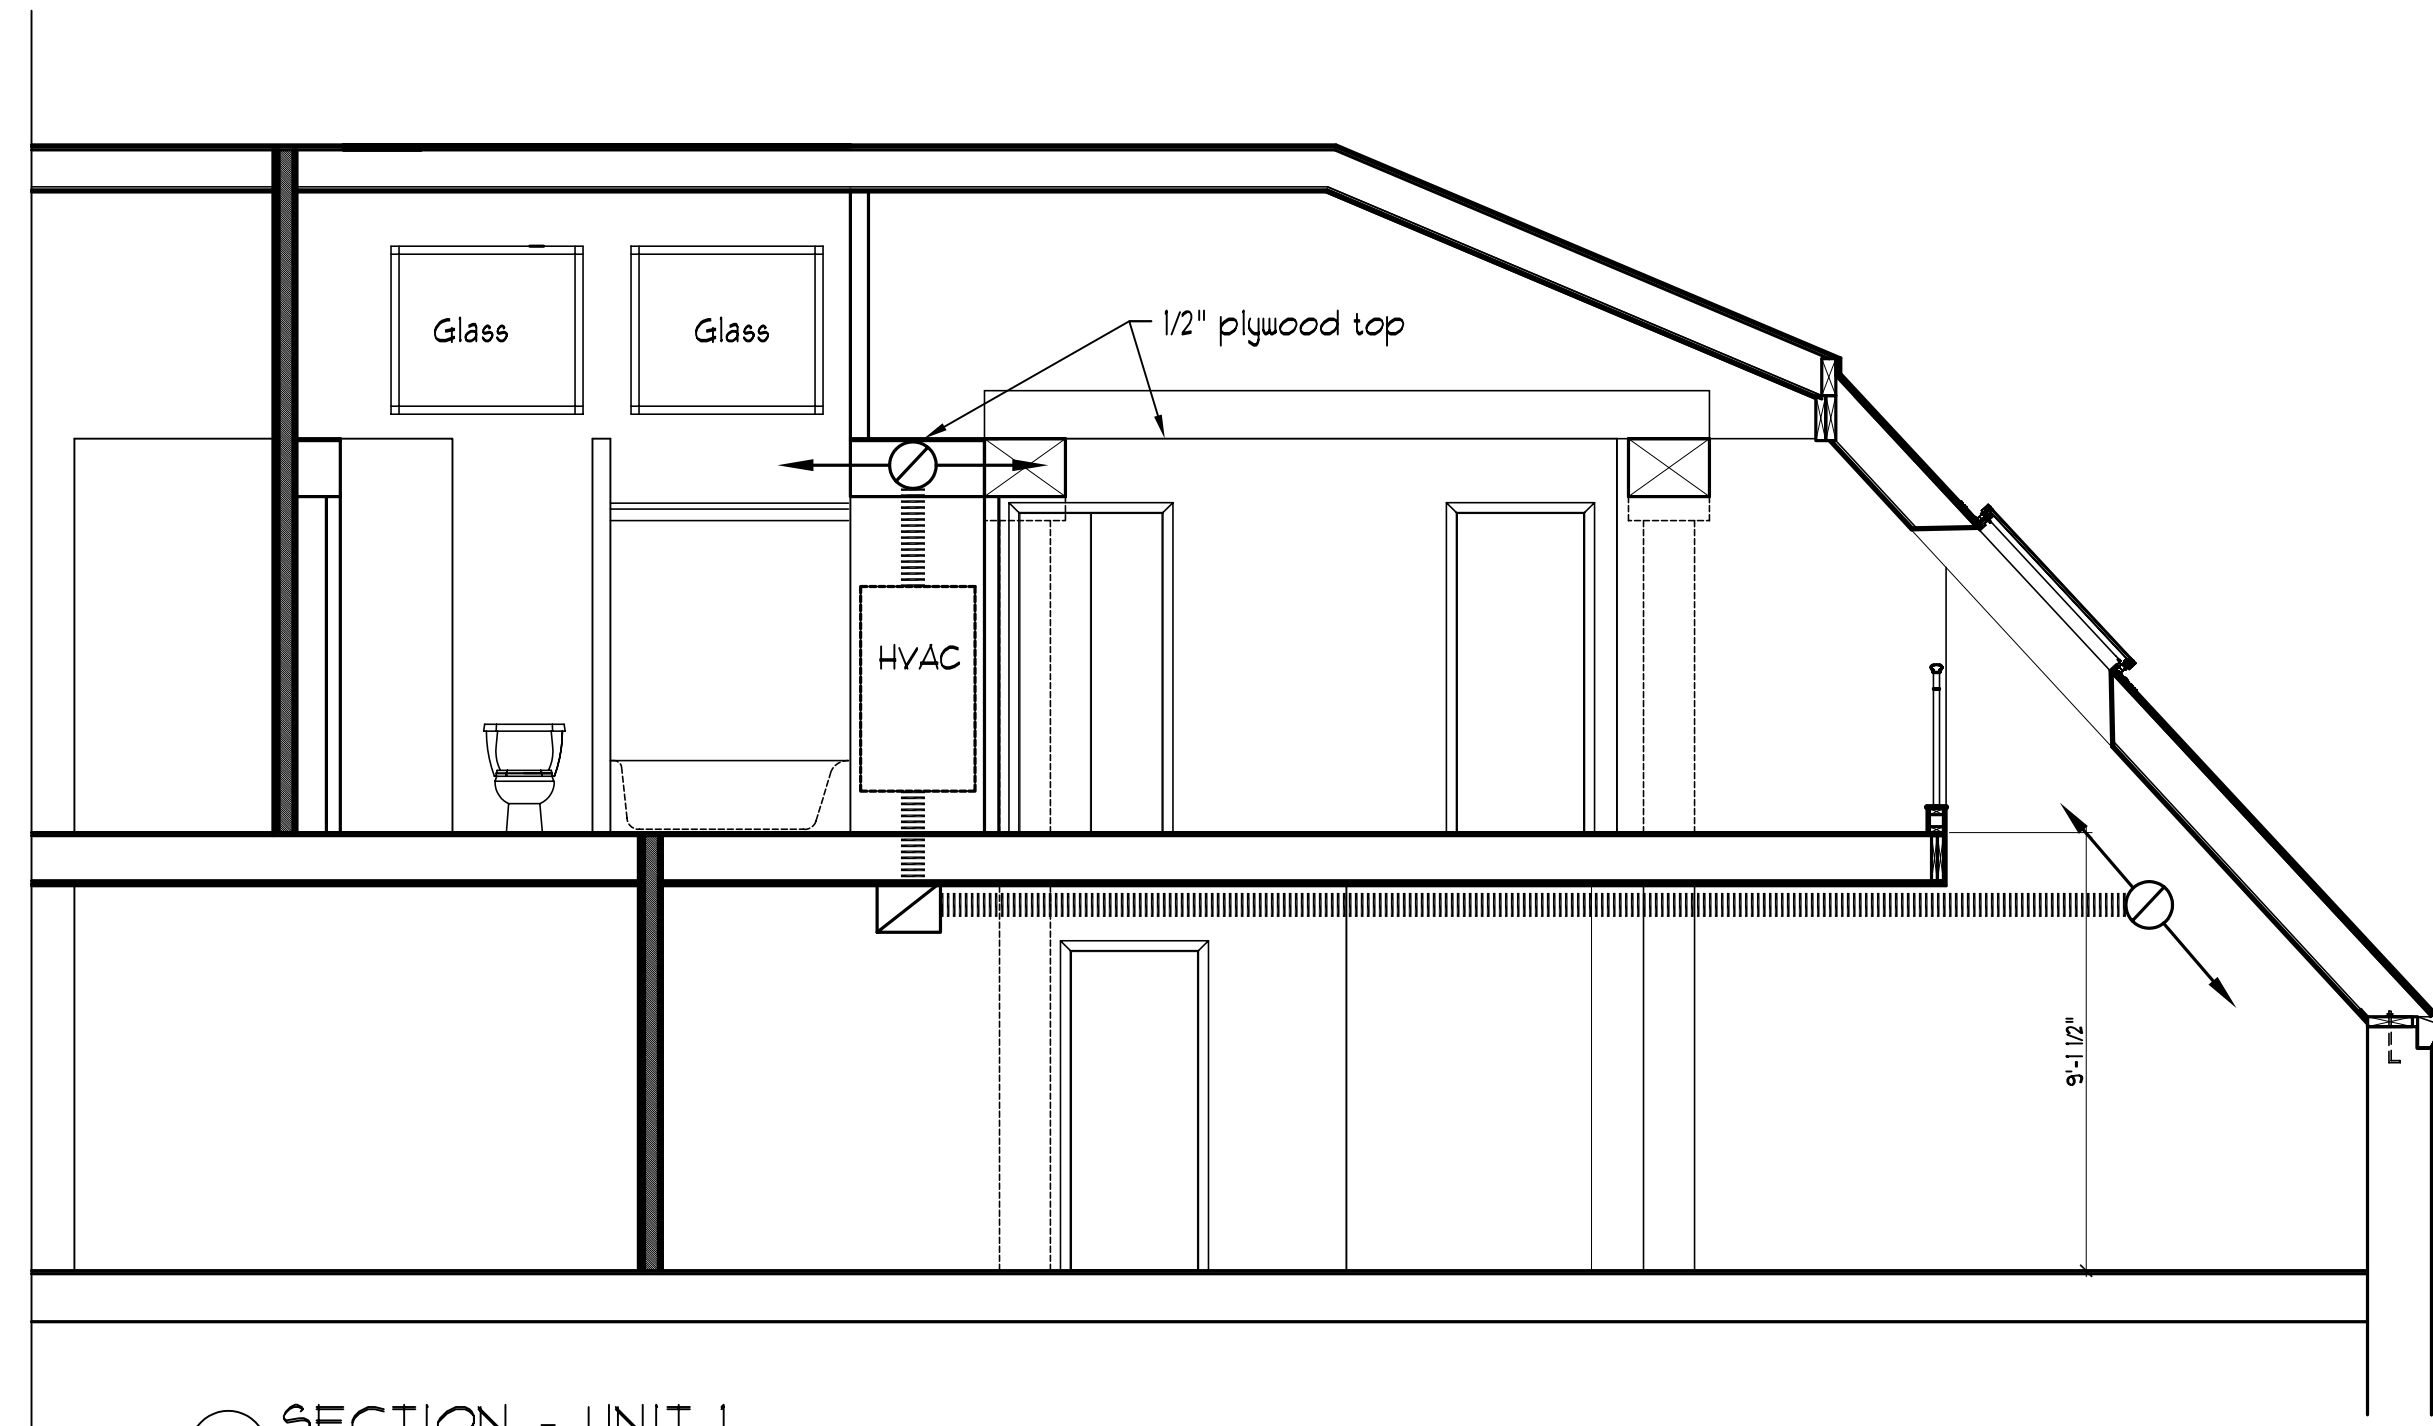 Glass
Glass
1/2" plywood top
HVAC
9'-1 1/2"
SECTION - UNIT 1